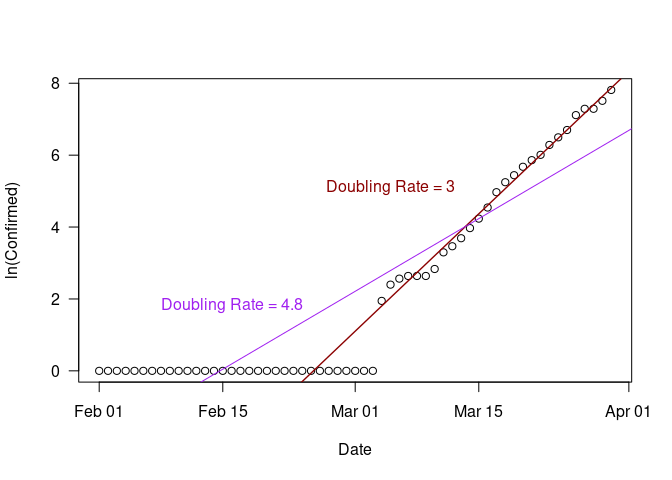 8
6
4
2
0
ln(Confirmed)
Doubling Rate = 3
Doubling Rate = 4.8
Feb 01 Feb 15 Mar 01 Mar 15 Apr 01
Date